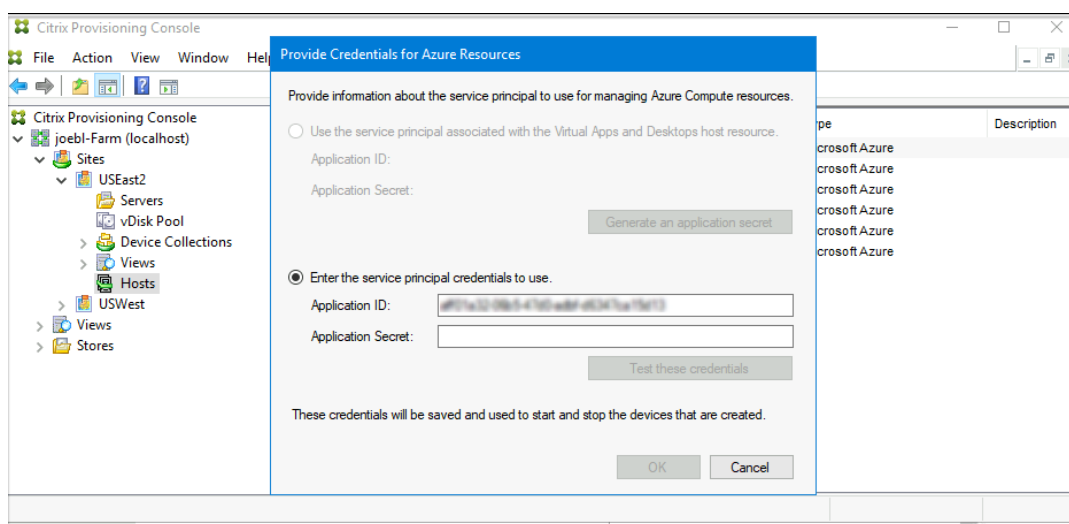 Citrix Provisioning Console
File Action View Window Hel
Provide Credentials for Azure Resources
Provide information about the service principal to use for managing Azure Compute resources.
Citrix Provisioning Console
joebl-Farm (localhost)
Sites
USEast2
Servers
vDisk Pool
Device Collections
Views
Hosts
USWest
Views
Stores
Use the service principal associated with the Virtual Apps and Desktops host resource.
Application ID:
Application Secret:
Generate an application secret
Enter the service principal credentials to use.
Application ID:
Application Secret:
Test these credentials
These credentials will be saved and used to start and stop the devices that are created.
OK Cancel
pe Description
crosoft Azure
crosoft Azure
crosoft Azure
crosoft Azure
crosoft Azure
crosoft Azure